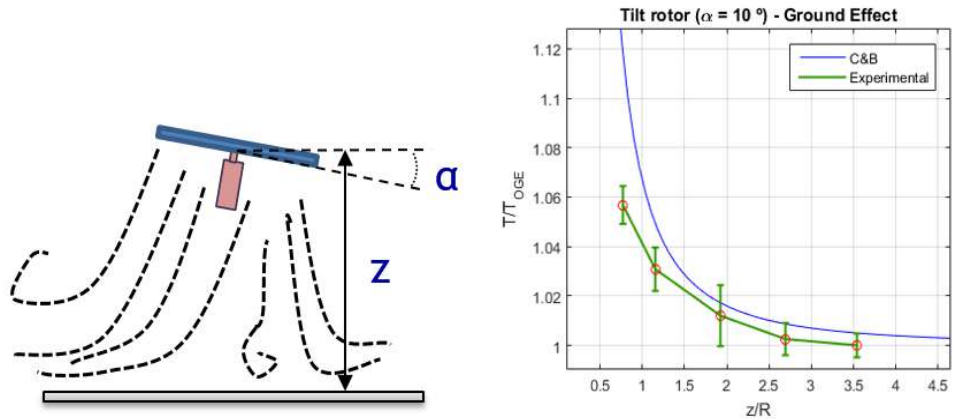 α
z
Tilt rotor (α = 10 º) - Ground Effect
C&B
Experimental
T/T_OGE
1.12
1.1
1.08
1.06
1.04
1.02
1
0.5 1 1.5 2 2.5 3 3.5 4 4.5
z/R